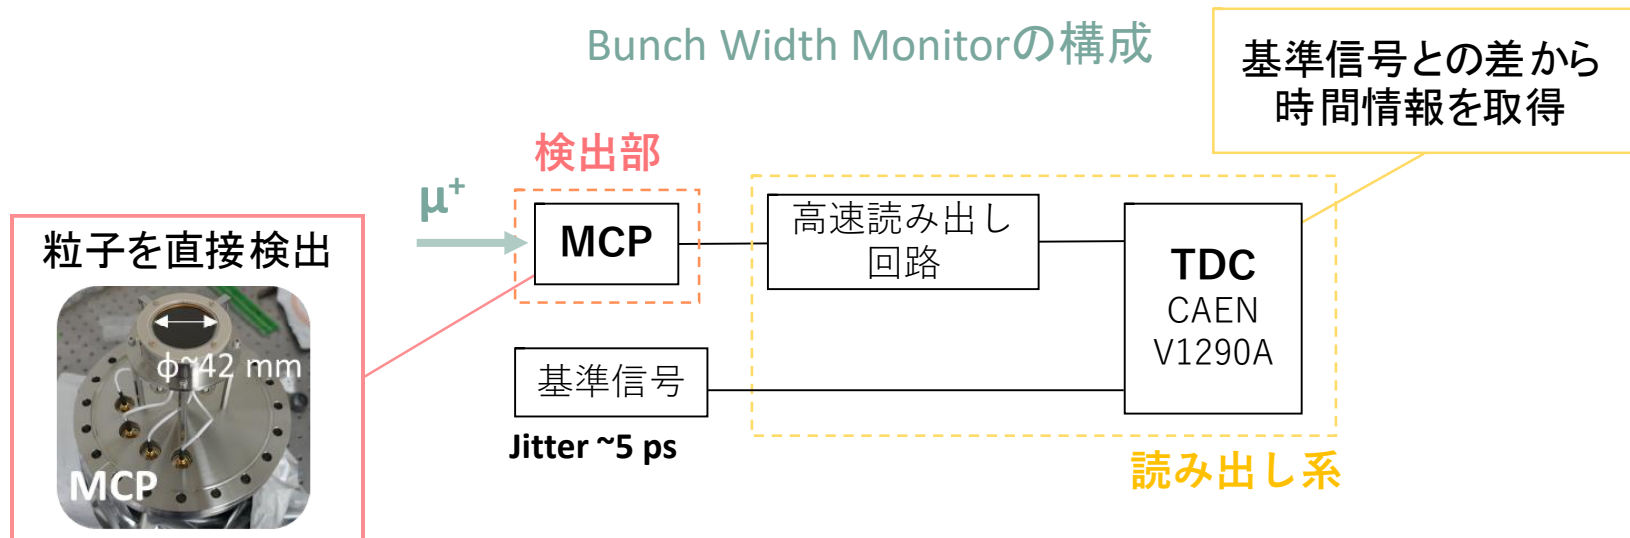 Bunch Width Monitorの構成
基準信号との差から
時間情報を取得
検出部
μ+
粒子を直接検出
MCP
高速読み出し
回路
TDC
CAEN
V1290A
ϕ~42 mm
MCP
基準信号
Jitter ~5 ps
読み出し系